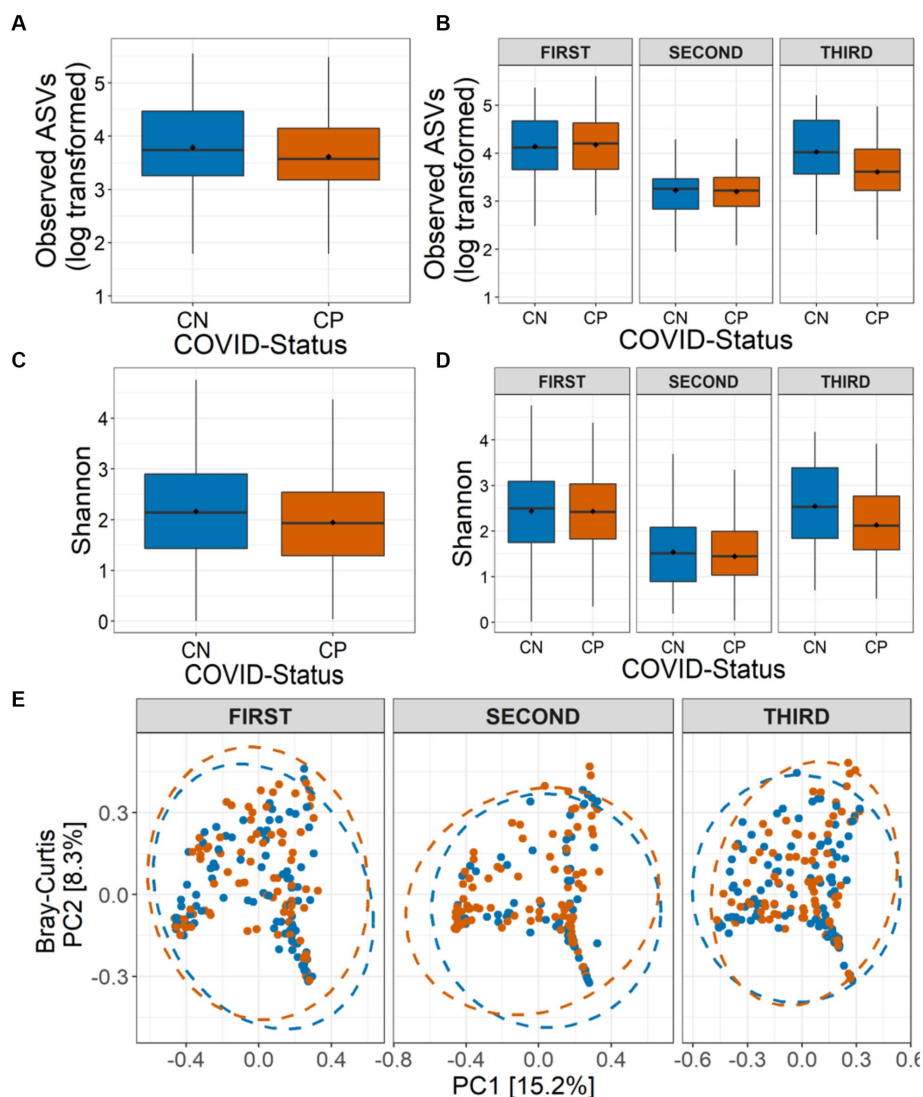 A
Observed ASVs
(log transformed)
5
4
3
2
1
CN
CP
COVID-Status
B
FIRST
SECOND
THIRD
Observed ASVs
(log transformed)
5
4
3
2
1
CN
CP
CN
CP
CN
CP
COVID-Status
C
Shannon
4
3
2
1
0
CN
CP
COVID-Status
D
FIRST
SECOND
THIRD
Shannon
4
3
2
1
0
CN
CP
CN
CP
CN
CP
COVID-Status
E
FIRST
SECOND
THIRD
Bray-Curtis
PC2 [8.3%]
0.3
0.0
-0.3
-0.4
0.0
0.4
-0.8
-0.4
0.0
0.4
-0.6
-0.3
0.0
0.3
0.6
PC1 [15.2%]